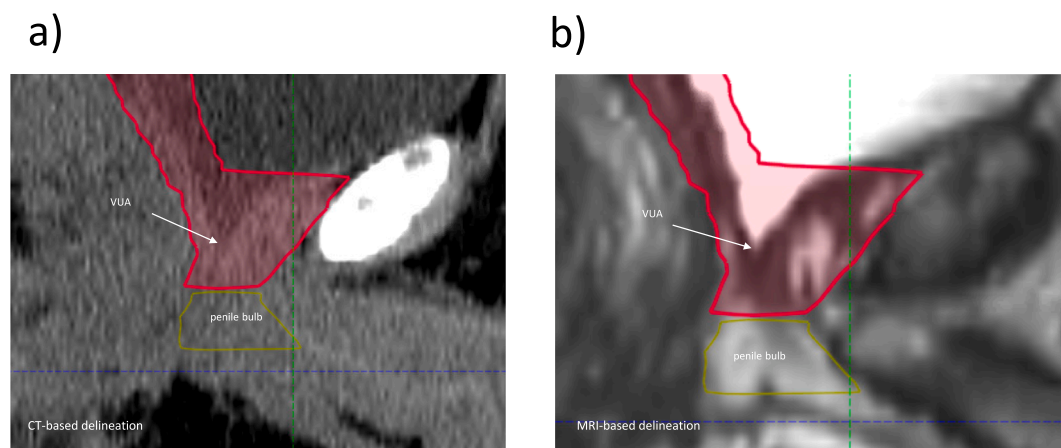 a)
b)
VUA
VUA
penile bulb
penile bulb
CT-based delineation
MRI-based delineation